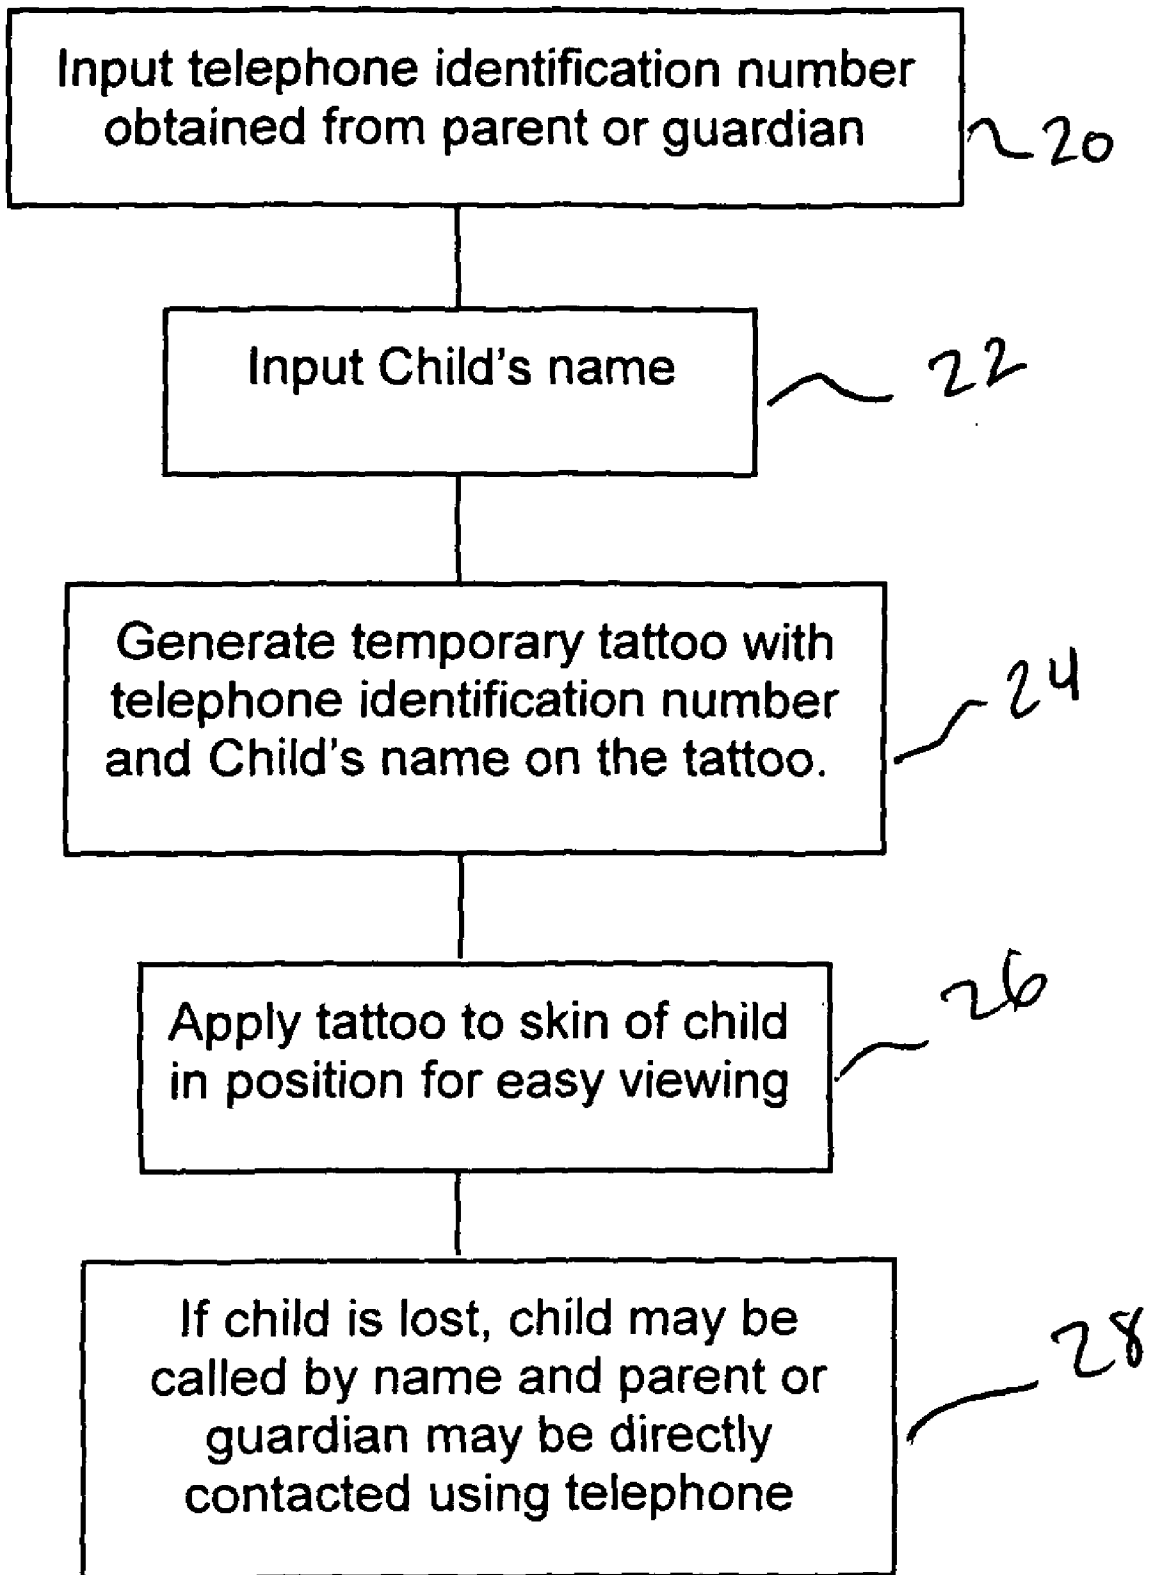 Input telephone identification number
obtained from parent or guardian
20
Input Child's name
22
Generate temporary tattoo with
telephone identification number
and Child's name on the tattoo.
24
Apply tattoo to skin of child
in position for easy viewing
26
If child is lost, child may be
called by name and parent or
guardian may be directly
contacted using telephone
28